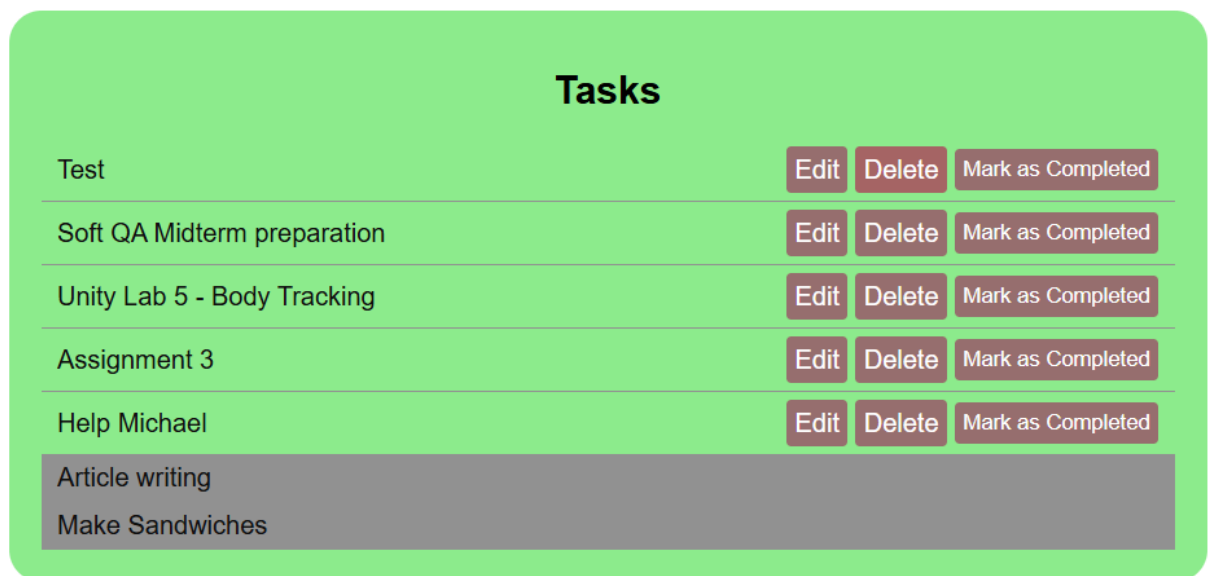 Tasks
Test Edit Delete Mark as Completed
Soft QA Midterm preparation Edit Delete Mark as Completed
Unity Lab 5 - Body Tracking Edit Delete Mark as Completed
Assignment 3 Edit Delete Mark as Completed
Help Michael Edit Delete Mark as Completed
Article writing
Make Sandwiches